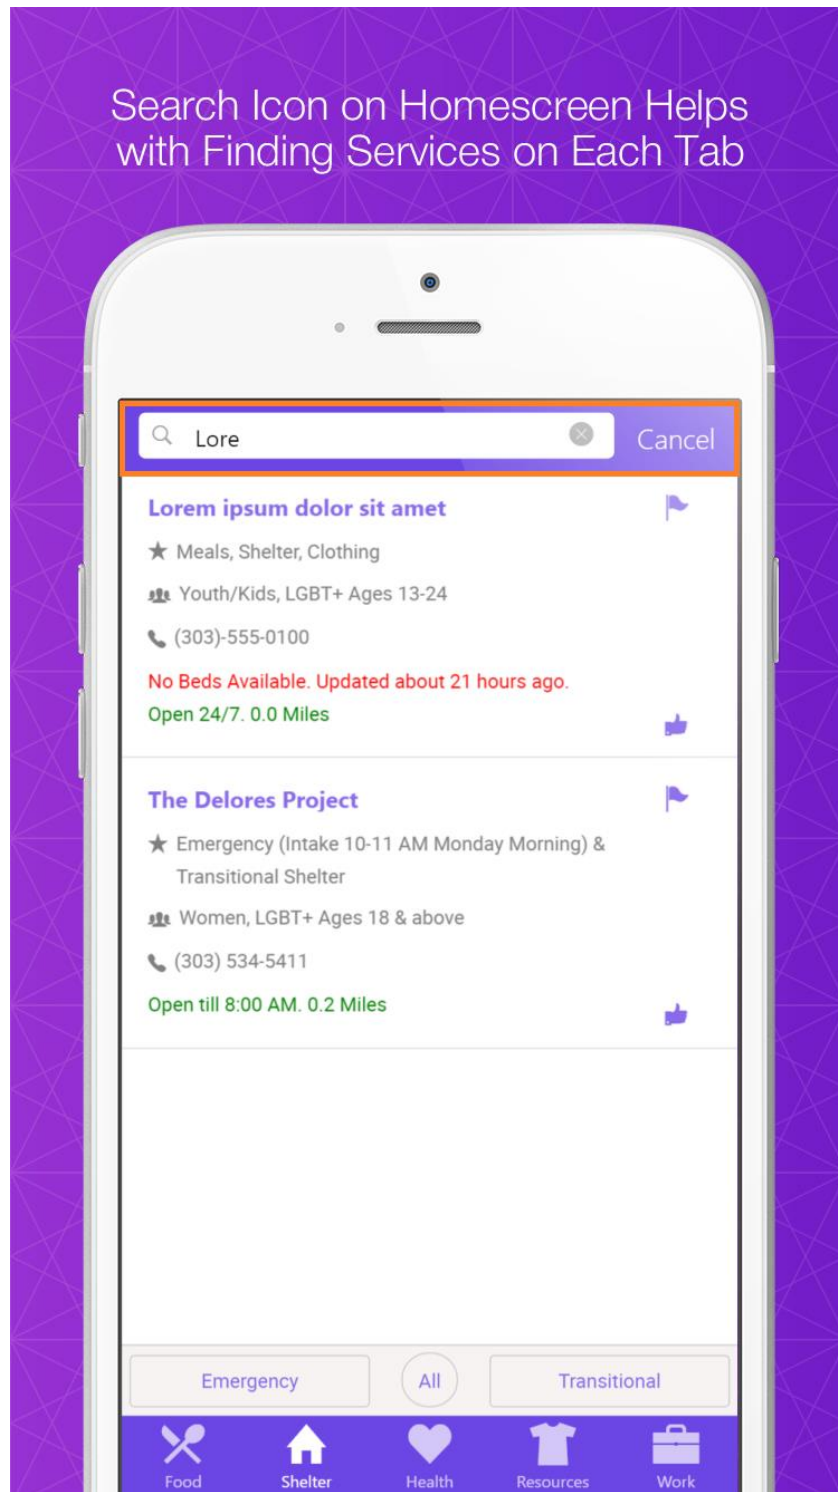 Search Icon on Homescreen Helps
with Finding Services on Each Tab
Lore
Cancel
Lorem ipsum dolor sit amet
Meals, Shelter, Clothing
Youth/Kids, LGBT+ Ages 13-24
(303)-555-0100
No Beds Available. Updated about 21 hours ago.
Open 24/7. 0.0 Miles
The Delores Project
Emergency (Intake 10-11 AM Monday Morning) &
Transitional Shelter
Women, LGBT+ Ages 18 & above
(303) 534-5411
Open till 8:00 AM. 0.2 Miles
Emergency All Transitional
Food Shelter Health Resources Work